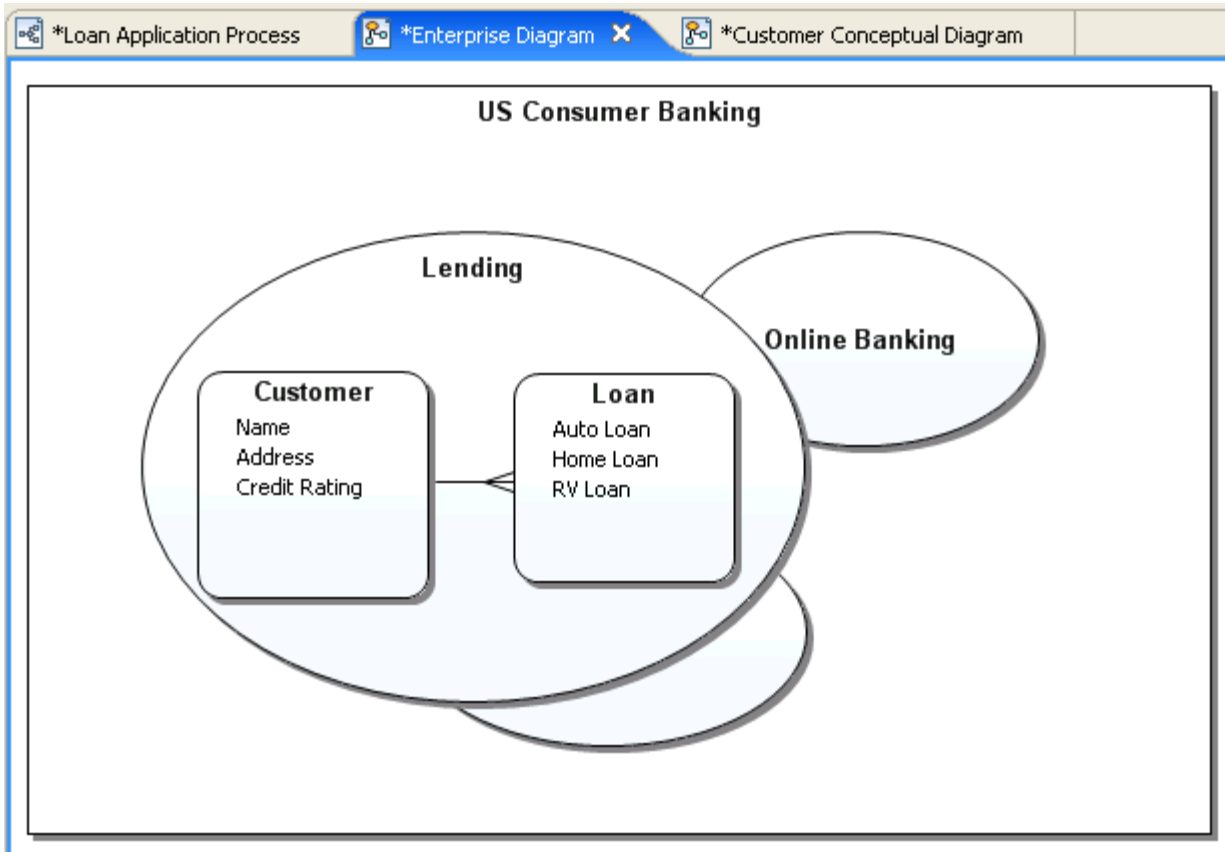 *Loan Application Process
*Enterprise Diagram
*Customer Conceptual Diagram
US Consumer Banking
Lending
Online Banking
Customer
Name
Address
Credit Rating
Loan
Auto Loan
Home Loan
RV Loan